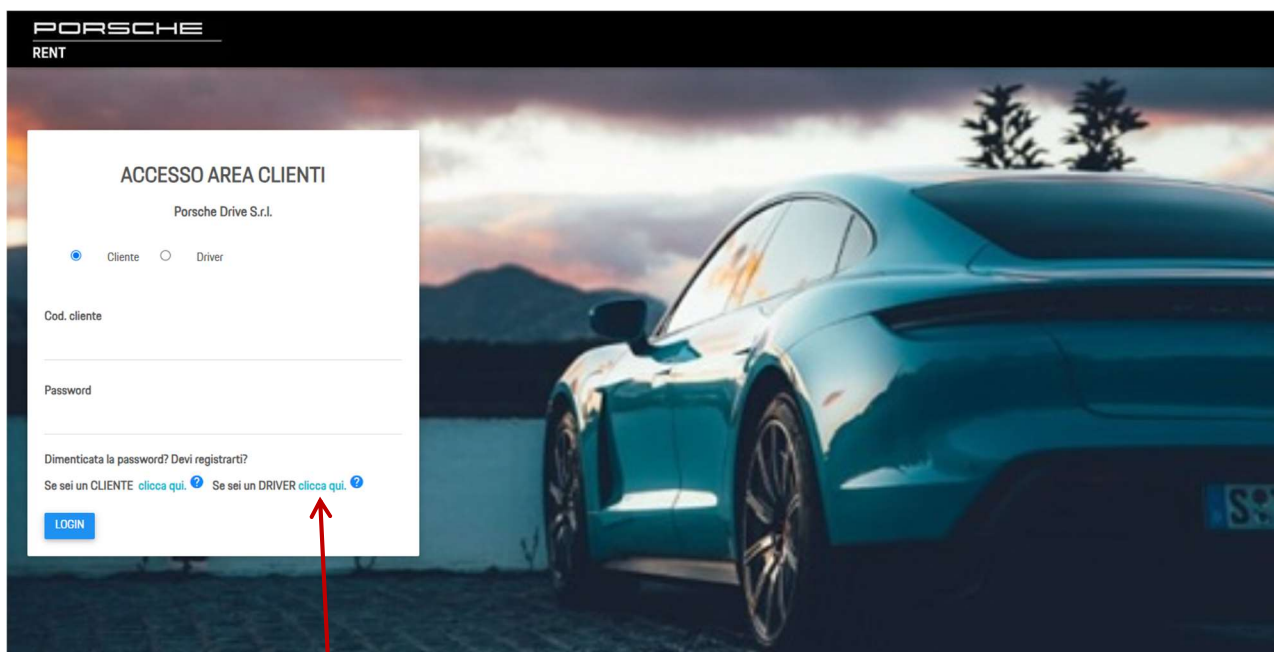 PORSCHE
RENT
ACCESSO AREA CLIENTI
Porsche Drive S.r.l.
Cliente Driver
Cod. cliente
Password
Dimenticata la password? Devi registrarti?
Se sei un CLIENTE clicca qui. ? Se sei un DRIVER clicca qui. ?
LOGIN